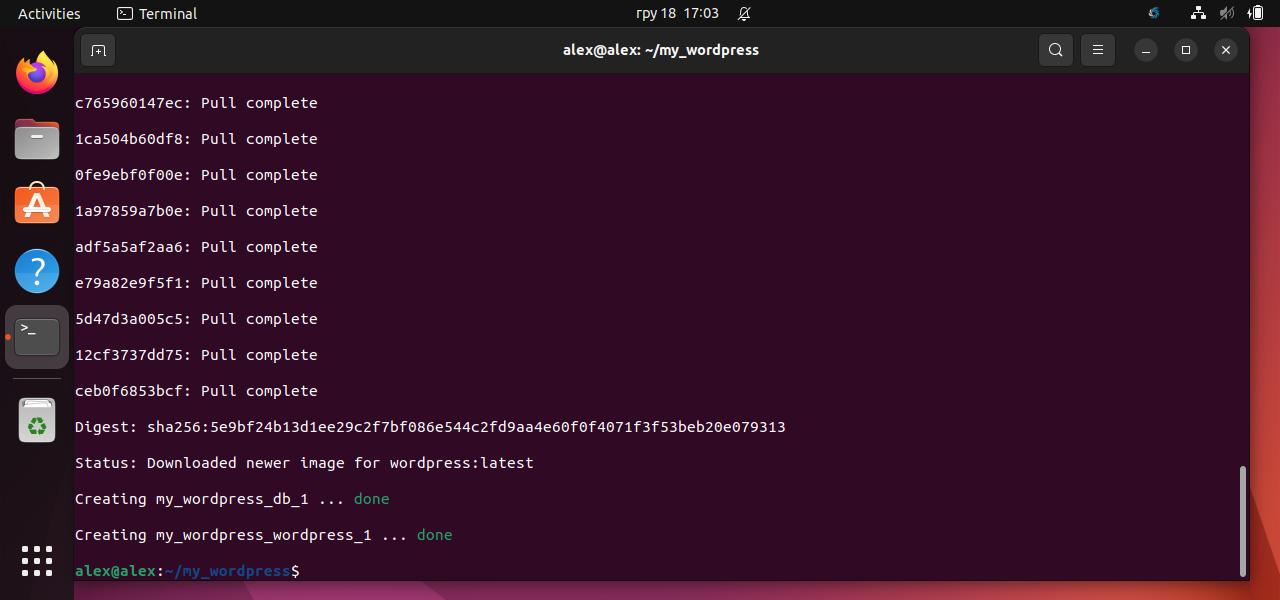 Activities Terminal гру 18 17:03
alex@alex: ~/my_wordpress
c765960147ec: Pull complete
1ca504b60df8: Pull complete
0fe9ebf0f00e: Pull complete
1a97859a7b0e: Pull complete
adf5a5af2aa6: Pull complete
e79a82e9f5f1: Pull complete
5d47d3a005c5: Pull complete
12cf3737dd75: Pull complete
ceb0f6853bcf: Pull complete
Digest: sha256:5e9bf24b13d1ee29c2f7bf086e544c2fd9aa4e60f0f4071f3f53beb20e079313
Status: Downloaded newer image for wordpress:latest
Creating my_wordpress_db_1 ... done
Creating my_wordpress_wordpress_1 ... done
alex@alex:~/my_wordpress$